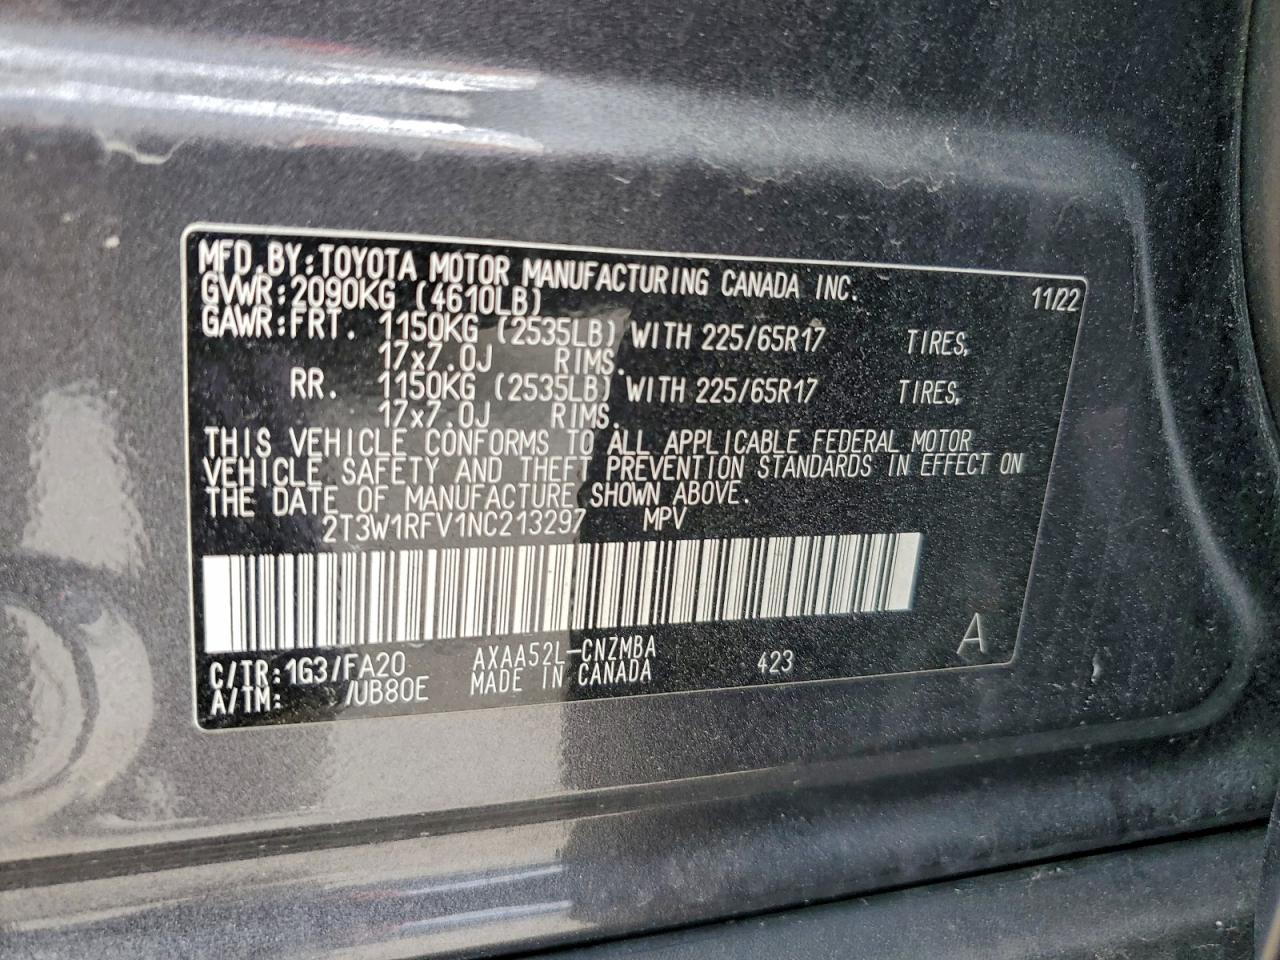 MFD.BY:TOYOTA MOTOR MANUFACTURING CANADA INC. 11/22
GVWR:2090KG (4610LB)
GAWR:FRT. 1150KG (2535LB) WITH 225/65R17 TIRES,
17x7.0J RIMS.
RR. 1150KG (2535LB) WITH 225/65R17 TIRES,
17x7.0J RIMS.
THIS VEHICLE CONFORMS TO ALL APPLICABLE FEDERAL MOTOR
VEHICLE SAFETY AND THEFT PREVENTION STANDARDS IN EFFECT ON
THE DATE OF MANUFACTURE SHOWN ABOVE.
2T3W1RFV1NC213297 MPV
C/TR:1G3/FA20 AXAA52L-CNZMBA 423 A
A/TM: /UB80E MADE IN CANADA